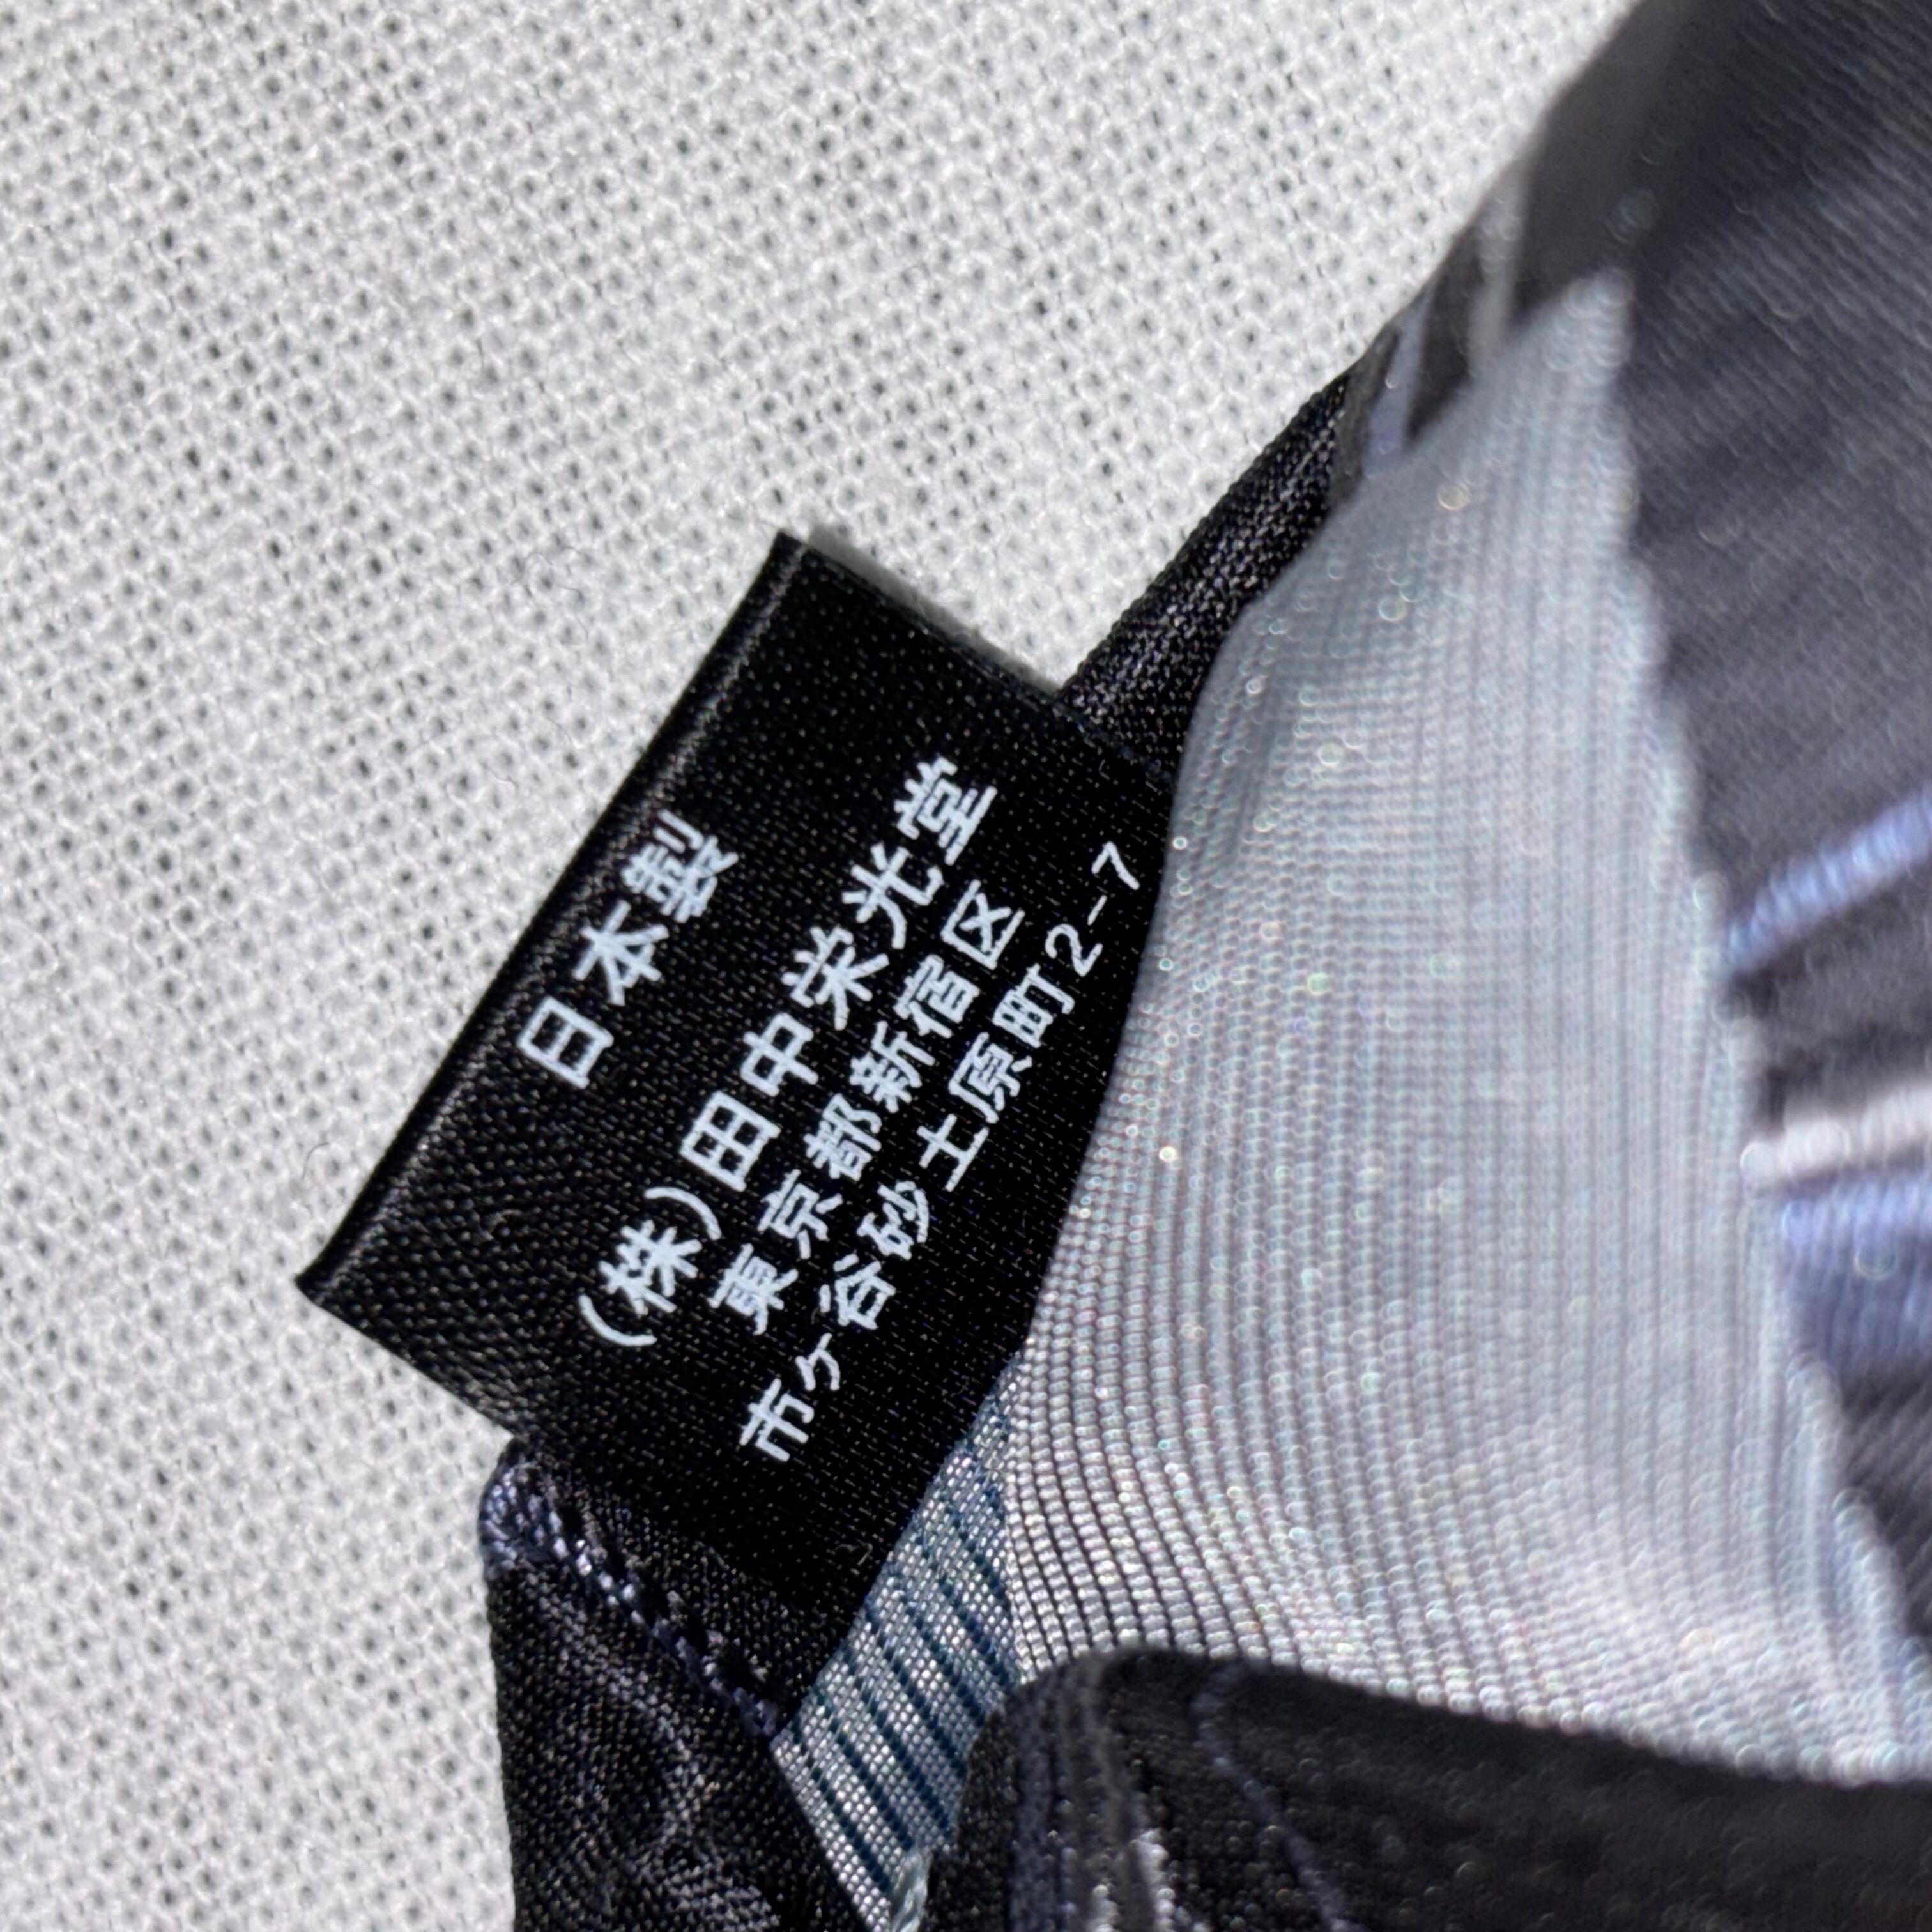 日本製
(株)田中栄光堂
東京都新宿区
市ケ谷砂土原町2-7